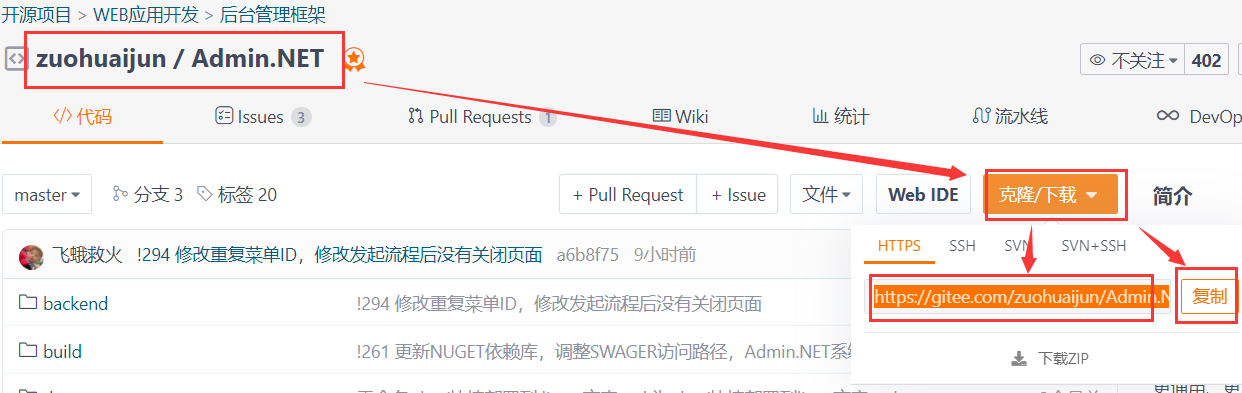 开源项目 > WEB应用开发 > 后台管理框架
zuohuaijun / Admin.NET
不关注 402
代码 Issues 3 Pull Requests 1 Wiki 统计 流水线 DevOp
master 分支 3 标签 20 + Pull Request + Issue 文件 Web IDE 克隆/下载 简介
HTTPS SSH SVN SVN+SSH
飞蛾救火 !294 修改重复菜单ID，修改发起流程后没有关闭页面 a6b8f75 9小时前
https://gitee.com/zuohuaijun/Admin.N 复制
backend !294 修改重复菜单ID，修改发起流程后没有关闭页面
build !261 更新NUGET依赖库，调整SWAGER访问路径，Admin.NET系统
下载ZIP